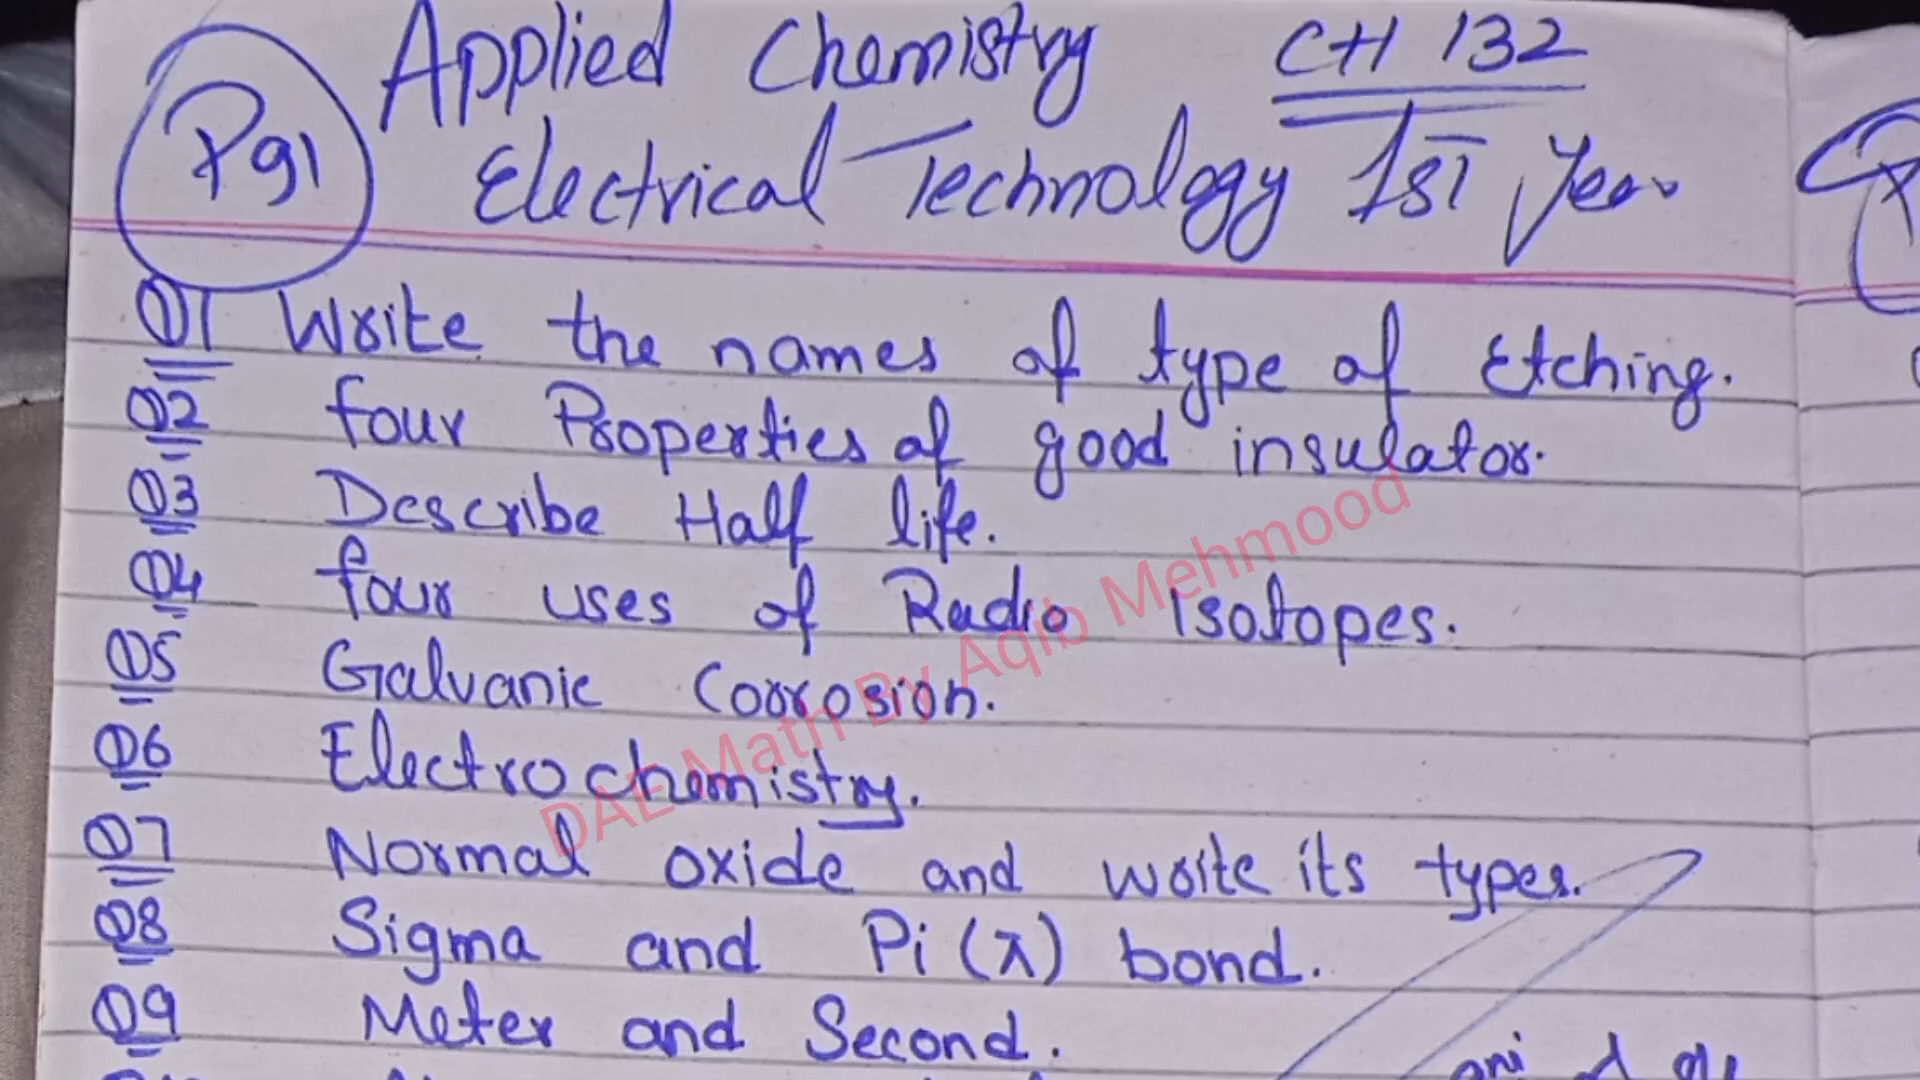 Applied Chemistry CH 132
Pg1 Electrical Technology 1st Year
Q1 Write the names of type of Etching.
Q2 four Properties of good insulator.
Q3 Describe Half life.
Q4 four uses of Radio Isotopes.
Q5 Galvanic Corrosion.
Q6 Electrochemistry.
Q7 Normal oxide and write its types.
Q8 Sigma and Pi (π) bond.
Q9 Meter and Second.
DAE Math By Aqib Mehmood